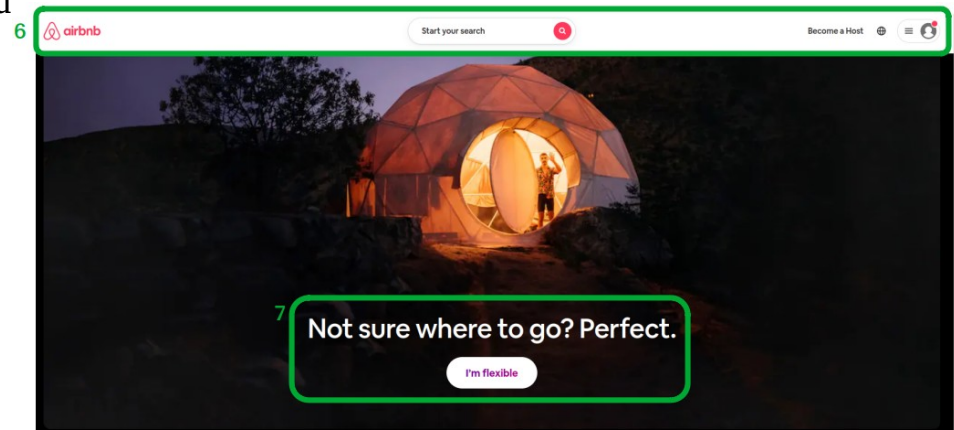 6
airbnb
Start your search
Become a Host
7
Not sure where to go? Perfect.
I'm flexible